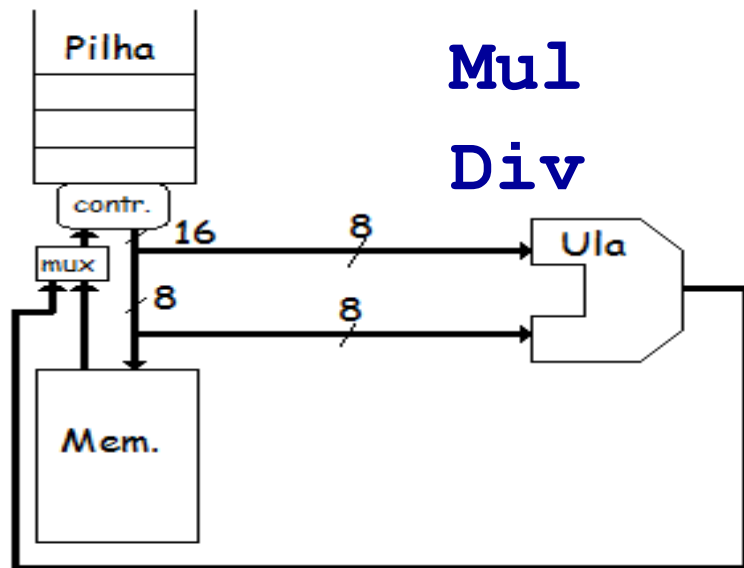 Pilha
Mul
Div
contr.
16
8
Ula
mux
8
8
Mem.